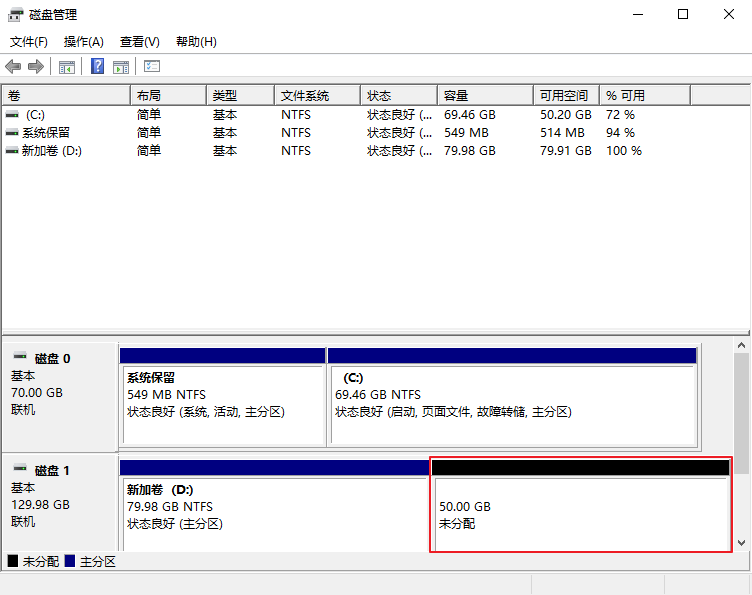 磁盘管理
文件(F) 操作(A) 查看(V) 帮助(H)
卷 布局 类型 文件系统 状态 容量 可用空间 % 可用
(C:) 简单 基本 NTFS 状态良好 (... 69.46 GB 50.20 GB 72 %
系统保留 简单 基本 NTFS 状态良好 (... 549 MB 514 MB 94 %
新加卷 (D:) 简单 基本 NTFS 状态良好 (... 79.98 GB 79.91 GB 100 %
磁盘 0
基本
70.00 GB
联机
系统保留
549 MB NTFS
状态良好 (系统, 活动, 主分区)
(C:)
69.46 GB NTFS
状态良好 (启动, 页面文件, 故障转储, 主分区)
磁盘 1
基本
129.98 GB
联机
新加卷 (D:)
79.98 GB NTFS
状态良好 (主分区)
50.00 GB
未分配
未分配 主分区